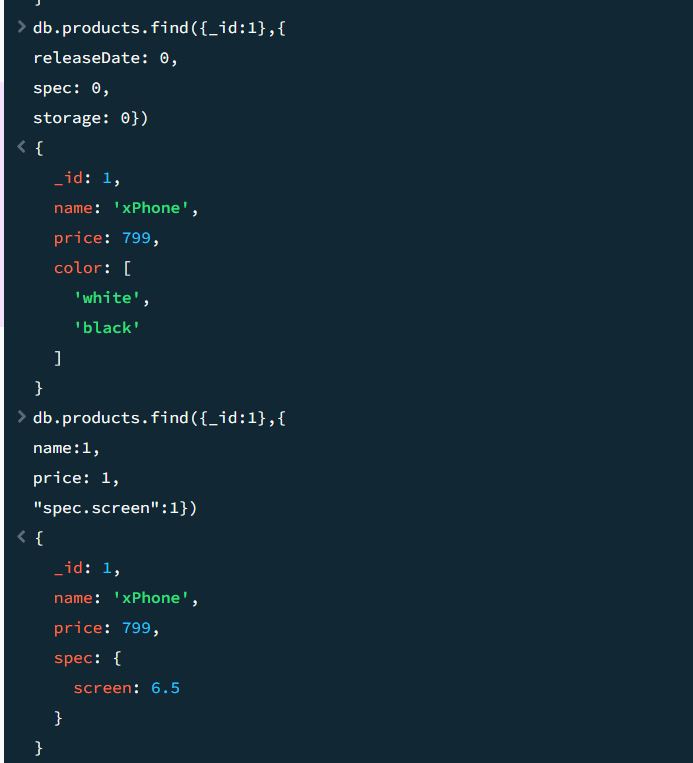 }
> db.products.find({_id:1},{
releaseDate: 0,
spec: 0,
storage: 0})
< {
_id: 1,
name: 'xPhone',
price: 799,
color: [
'white',
'black'
]
}
> db.products.find({_id:1},{
name:1,
price: 1,
"spec.screen":1})
< {
_id: 1,
name: 'xPhone',
price: 799,
spec: {
screen: 6.5
}
}